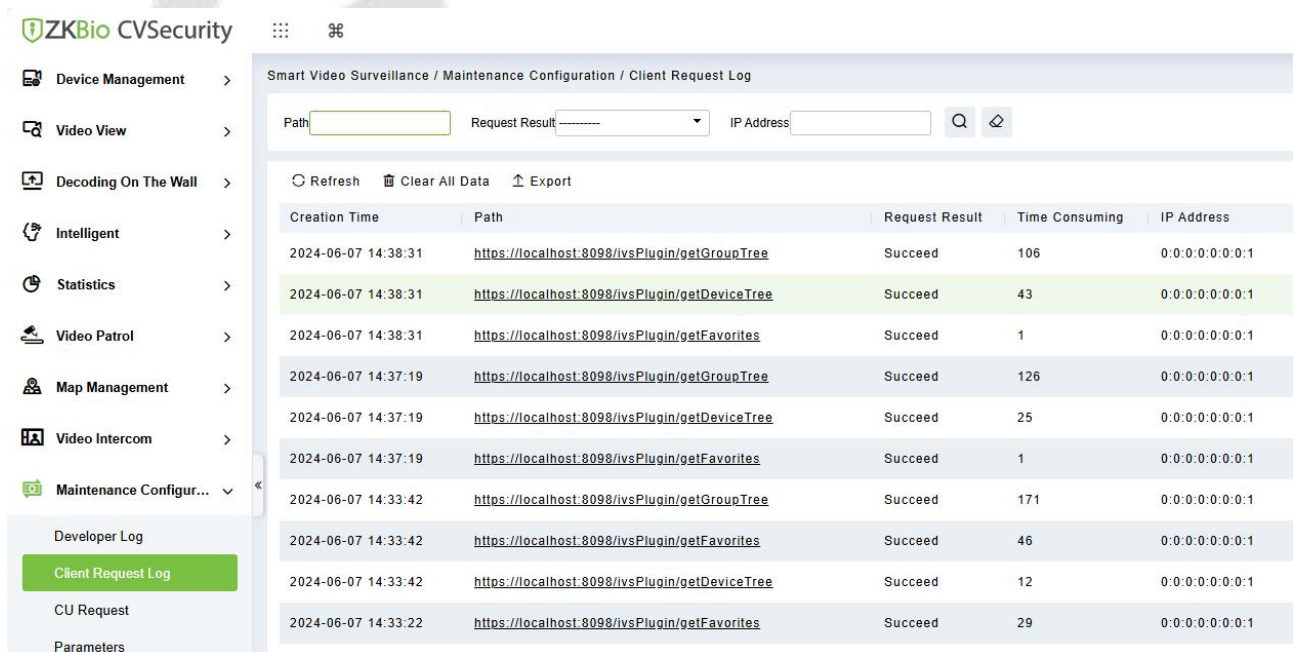 ZKBio CVSecurity
Device Management
Video View
Decoding On The Wall
Intelligent
Statistics
Video Patrol
Map Management
Video Intercom
Maintenance Configur...
Developer Log
Client Request Log
CU Request
Parameters
Smart Video Surveillance / Maintenance Configuration / Client Request Log
Path Request Result ---------- IP Address
Refresh Clear All Data Export
Creation Time Path Request Result Time Consuming IP Address
2024-06-07 14:38:31 https://localhost:8098/ivsPlugin/getGroupTree Succeed 106 0:0:0:0:0:0:0:1
2024-06-07 14:38:31 https://localhost:8098/ivsPlugin/getDeviceTree Succeed 43 0:0:0:0:0:0:0:1
2024-06-07 14:38:31 https://localhost:8098/ivsPlugin/getFavorites Succeed 1 0:0:0:0:0:0:0:1
2024-06-07 14:37:19 https://localhost:8098/ivsPlugin/getGroupTree Succeed 126 0:0:0:0:0:0:0:1
2024-06-07 14:37:19 https://localhost:8098/ivsPlugin/getDeviceTree Succeed 25 0:0:0:0:0:0:0:1
2024-06-07 14:37:19 https://localhost:8098/ivsPlugin/getFavorites Succeed 1 0:0:0:0:0:0:0:1
2024-06-07 14:33:42 https://localhost:8098/ivsPlugin/getGroupTree Succeed 171 0:0:0:0:0:0:0:1
2024-06-07 14:33:42 https://localhost:8098/ivsPlugin/getFavorites Succeed 46 0:0:0:0:0:0:0:1
2024-06-07 14:33:42 https://localhost:8098/ivsPlugin/getDeviceTree Succeed 12 0:0:0:0:0:0:0:1
2024-06-07 14:33:22 https://localhost:8098/ivsPlugin/getFavorites Succeed 29 0:0:0:0:0:0:0:1